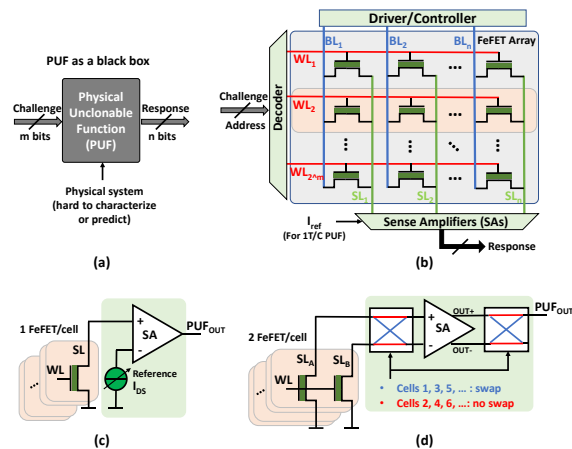 PUF as a black box
Challenge
m bits
Physical
Unclonable
Function
(PUF)
Response
n bits
Physical system
(hard to characterize
or predict)
(a)
Driver/Controller
BL1
BL2
BLn
FeFET Array
WL1
...
Challenge
Address
Decoder
WL2
...
...
WL2^m
...
SL1
SL2
SLn
Iref
(For 1T/C PUF)
Sense Amplifiers (SAs)
Response
(b)
1 FeFET/cell
SL
WL
...
+
SA
-
PUFOUT
Reference
IDS
(c)
2 FeFET/cell
SLA
SLB
WL
...
+
SA
-
OUT+
OUT-
PUFOUT
• Cells 1, 3, 5, ...: swap
• Cells 2, 4, 6, ...: no swap
(d)